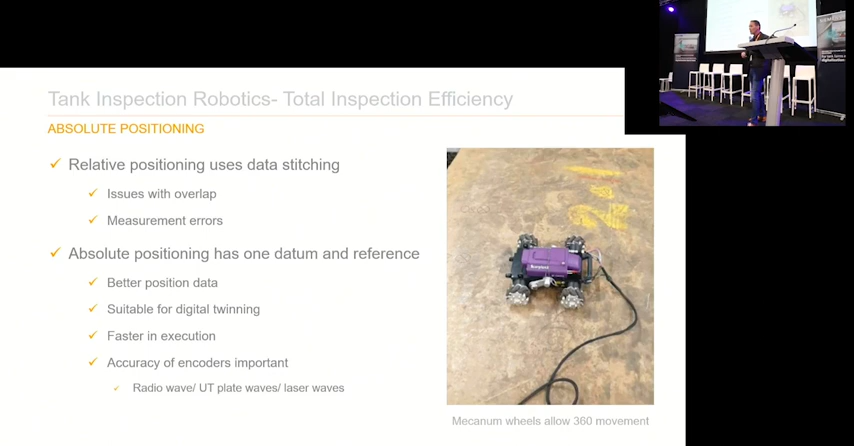 Tank Inspection Robotics- Total Inspection Efficiency
ABSOLUTE POSITIONING
Relative positioning uses data stitching
Issues with overlap
Measurement errors
Absolute positioning has one datum and reference
Better position data
Suitable for digital twinning
Faster in execution
Accuracy of encoders important
Radio wave/ UT plate waves/ laser waves
Mecanum wheels allow 360 movement